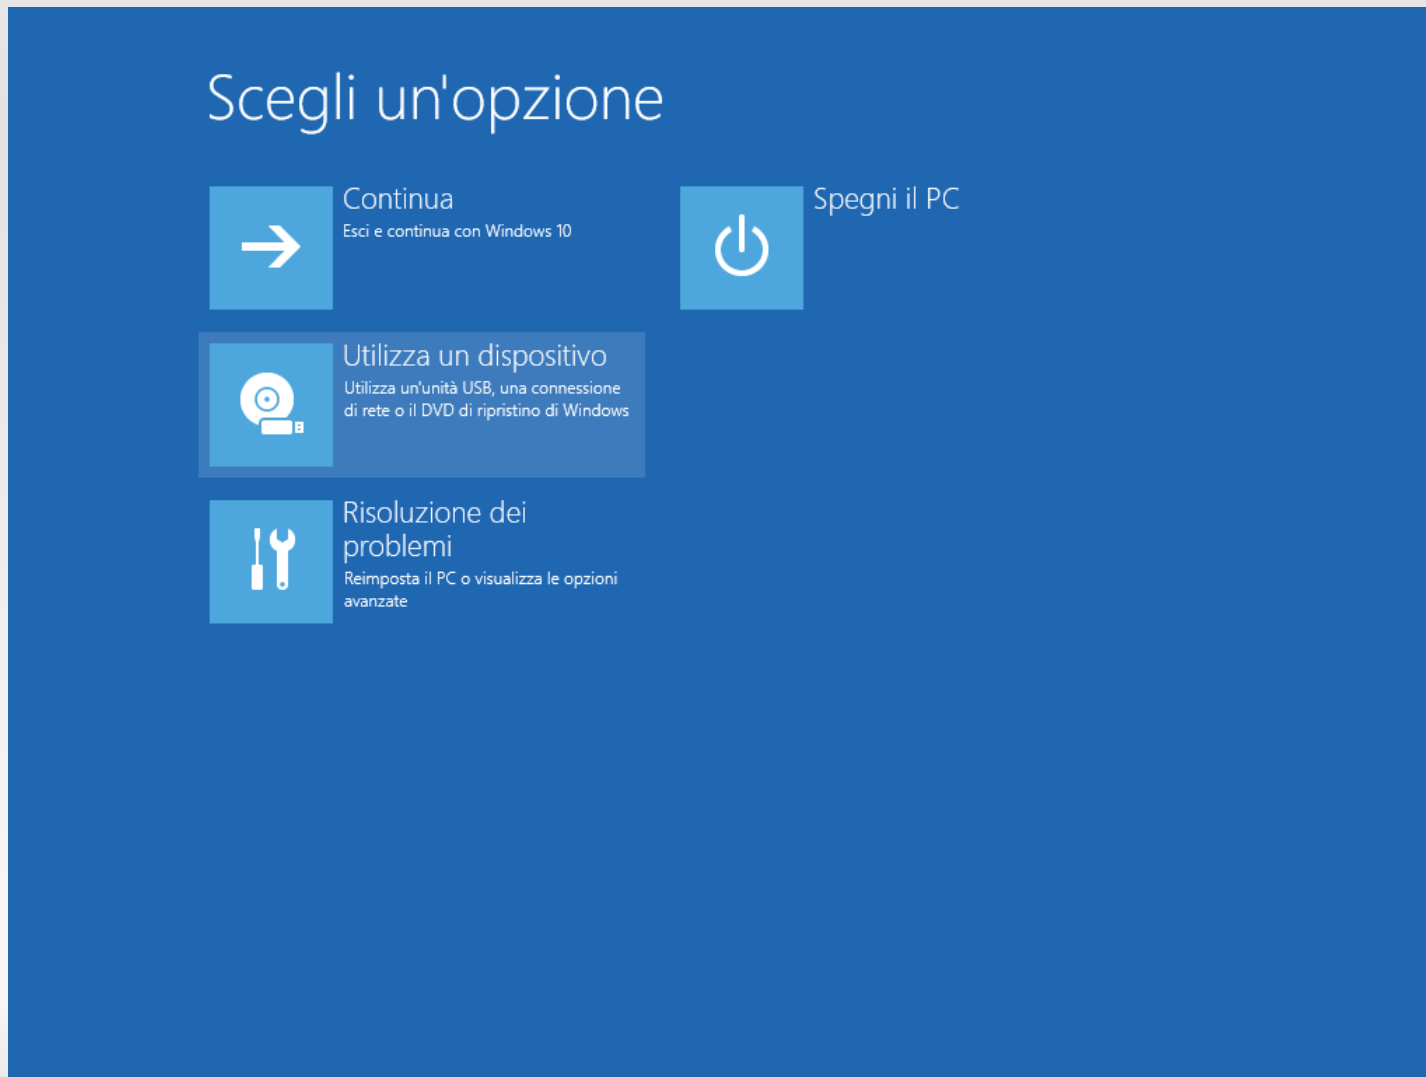 Scegli un'opzione
Continua
Esci e continua con Windows 10
Spegni il PC
Utilizza un dispositivo
Utilizza un'unità USB, una connessione
di rete o il DVD di ripristino di Windows
Risoluzione dei
problemi
Reimposta il PC o visualizza le opzioni
avanzate